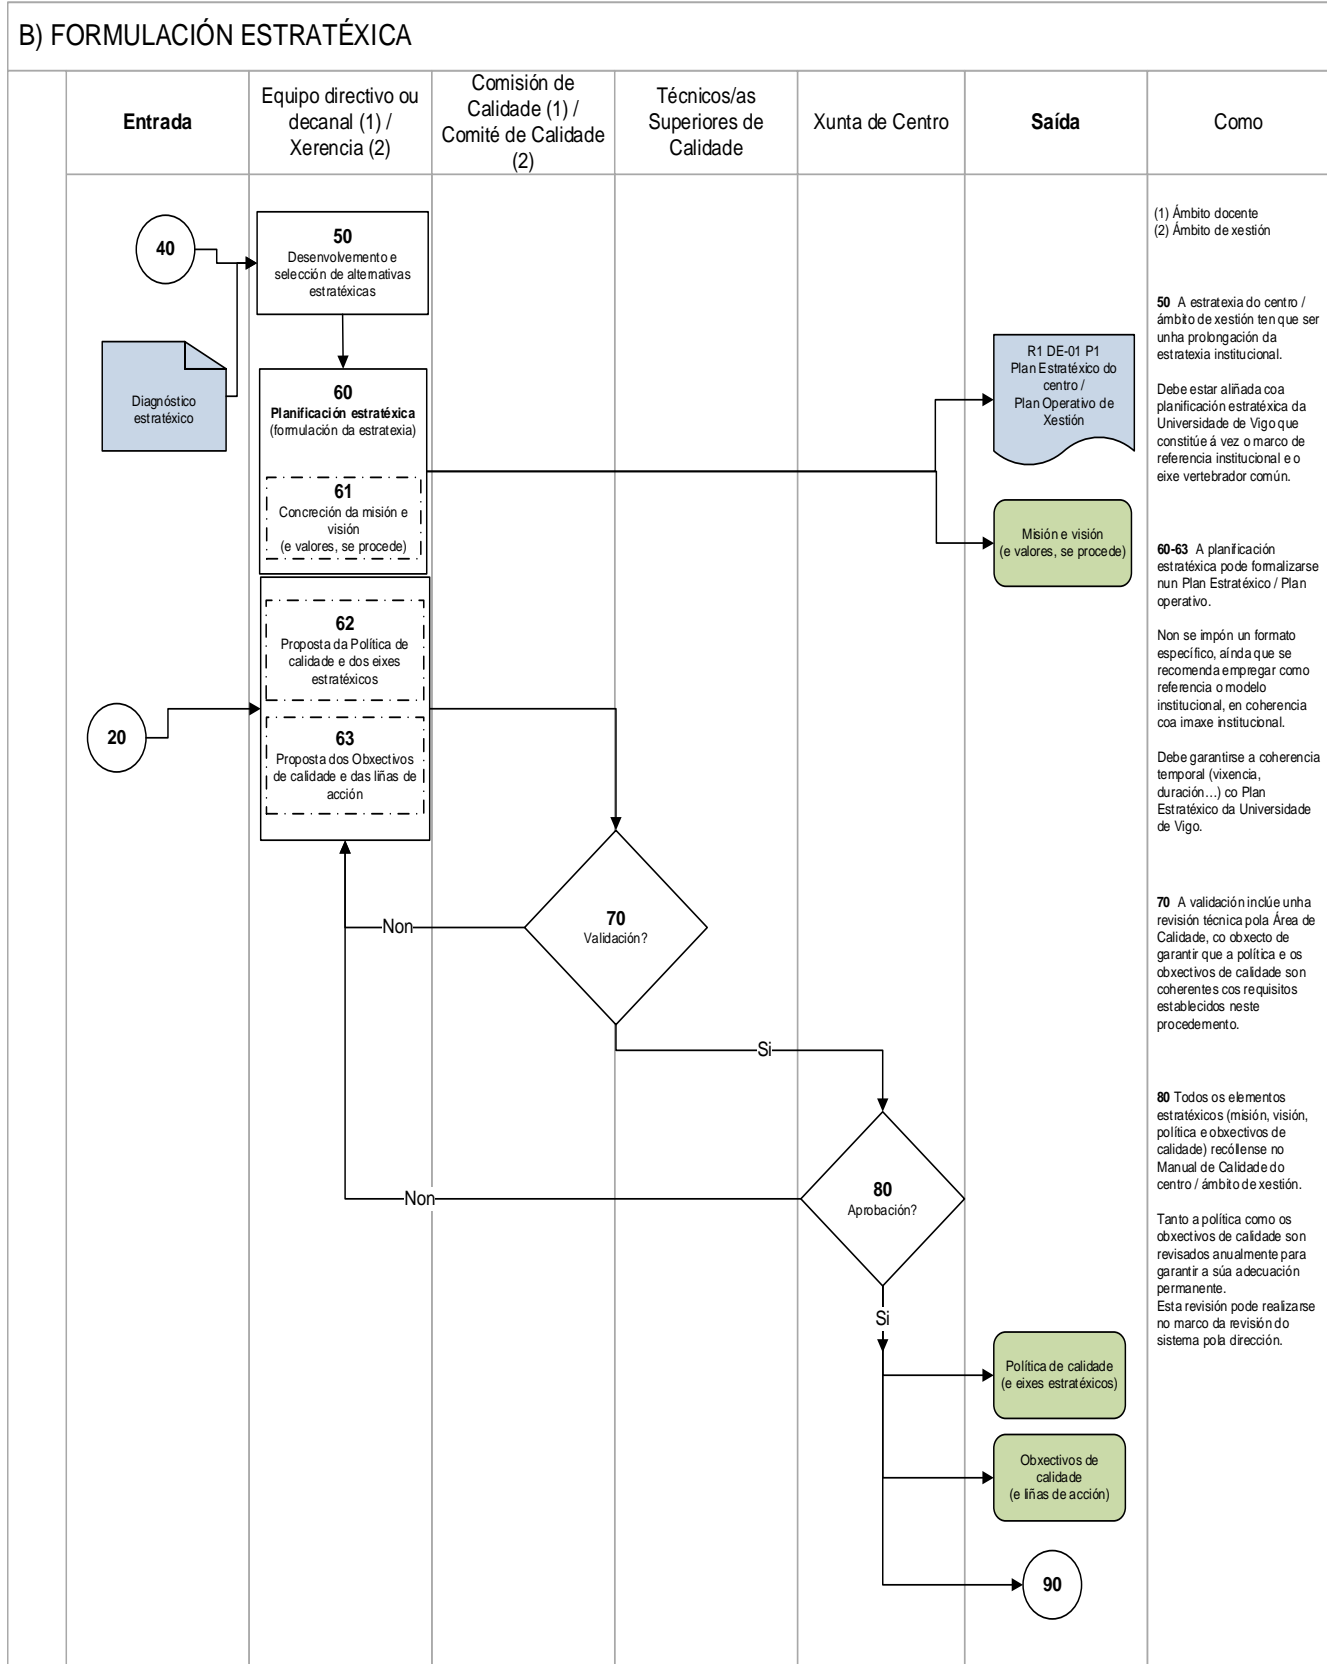 B) FORMULACIÓN ESTRATÉXICA
Entrada
Equipo directivo ou
decanal (1) /
Xerencia (2)
Comisión de
Calidade (1) /
Comité de Calidade
(2)
Técnicos/as
Superiores de
Calidade
Xunta de Centro
Saída
Como
40
50
Desenvolvemento e
selección de alternativas
estratéxicas
Diagnóstico
estratéxico
60
Planificación estratéxica
(formulación da estratexia)
61
Concreción da misión e
visión
(e valores, se procede)
R1 DE-01 P1
Plan Estratéxico do
centro /
Plan Operativo de
Xestión
Misión e visión
(e valores, se procede)
62
Proposta da Política de
calidade e dos eixes
estratéxicos
20
63
Proposta dos Obxectivos
de calidade e das liñas de
acción
70
Validación?
Non
Si
80
Aprobación?
Non
Si
Política de calidade
(e eixes estratéxicos)
Obxectivos de
calidade
(e liñas de acción)
90
(1) Ámbito docente
(2) Ámbito de xestión
50 A estratexia do centro /
ámbito de xestión ten que ser
unha prolongación da
estratexia institucional.
Debe estar aliñada coa
planificación estratéxica da
Universidade de Vigo que
constitúe á vez o marco de
referencia institucional e o
eixe vertebrador común.
60-63 A planificación
estratéxica pode formalizarse
nun Plan Estratéxico / Plan
operativo.
Non se impón un formato
específico, aínda que se
recomenda empregar como
referencia o modelo
institucional, en coherencia
coa imaxe institucional.
Debe garantirse a coherencia
temporal (vixencia,
duración...) co Plan
Estratéxico da Universidade
de Vigo.
70 A validación inclúe unha
revisión técnica pola Área de
Calidade, co obxecto de
garantir que a política e os
obxectivos de calidade son
coherentes cos requisitos
establecidos neste
procedemento.
80 Todos os elementos
estratéxicos (misión, visión,
política e obxectivos de
calidade) recóllense no
Manual de Calidade do
centro / ámbito de xestión.
Tanto a política como os
obxectivos de calidade son
revisados anualmente para
garantir a súa adecuación
permanente.
Esta revisión pode realizarse
no marco da revisión do
sistema pola dirección.